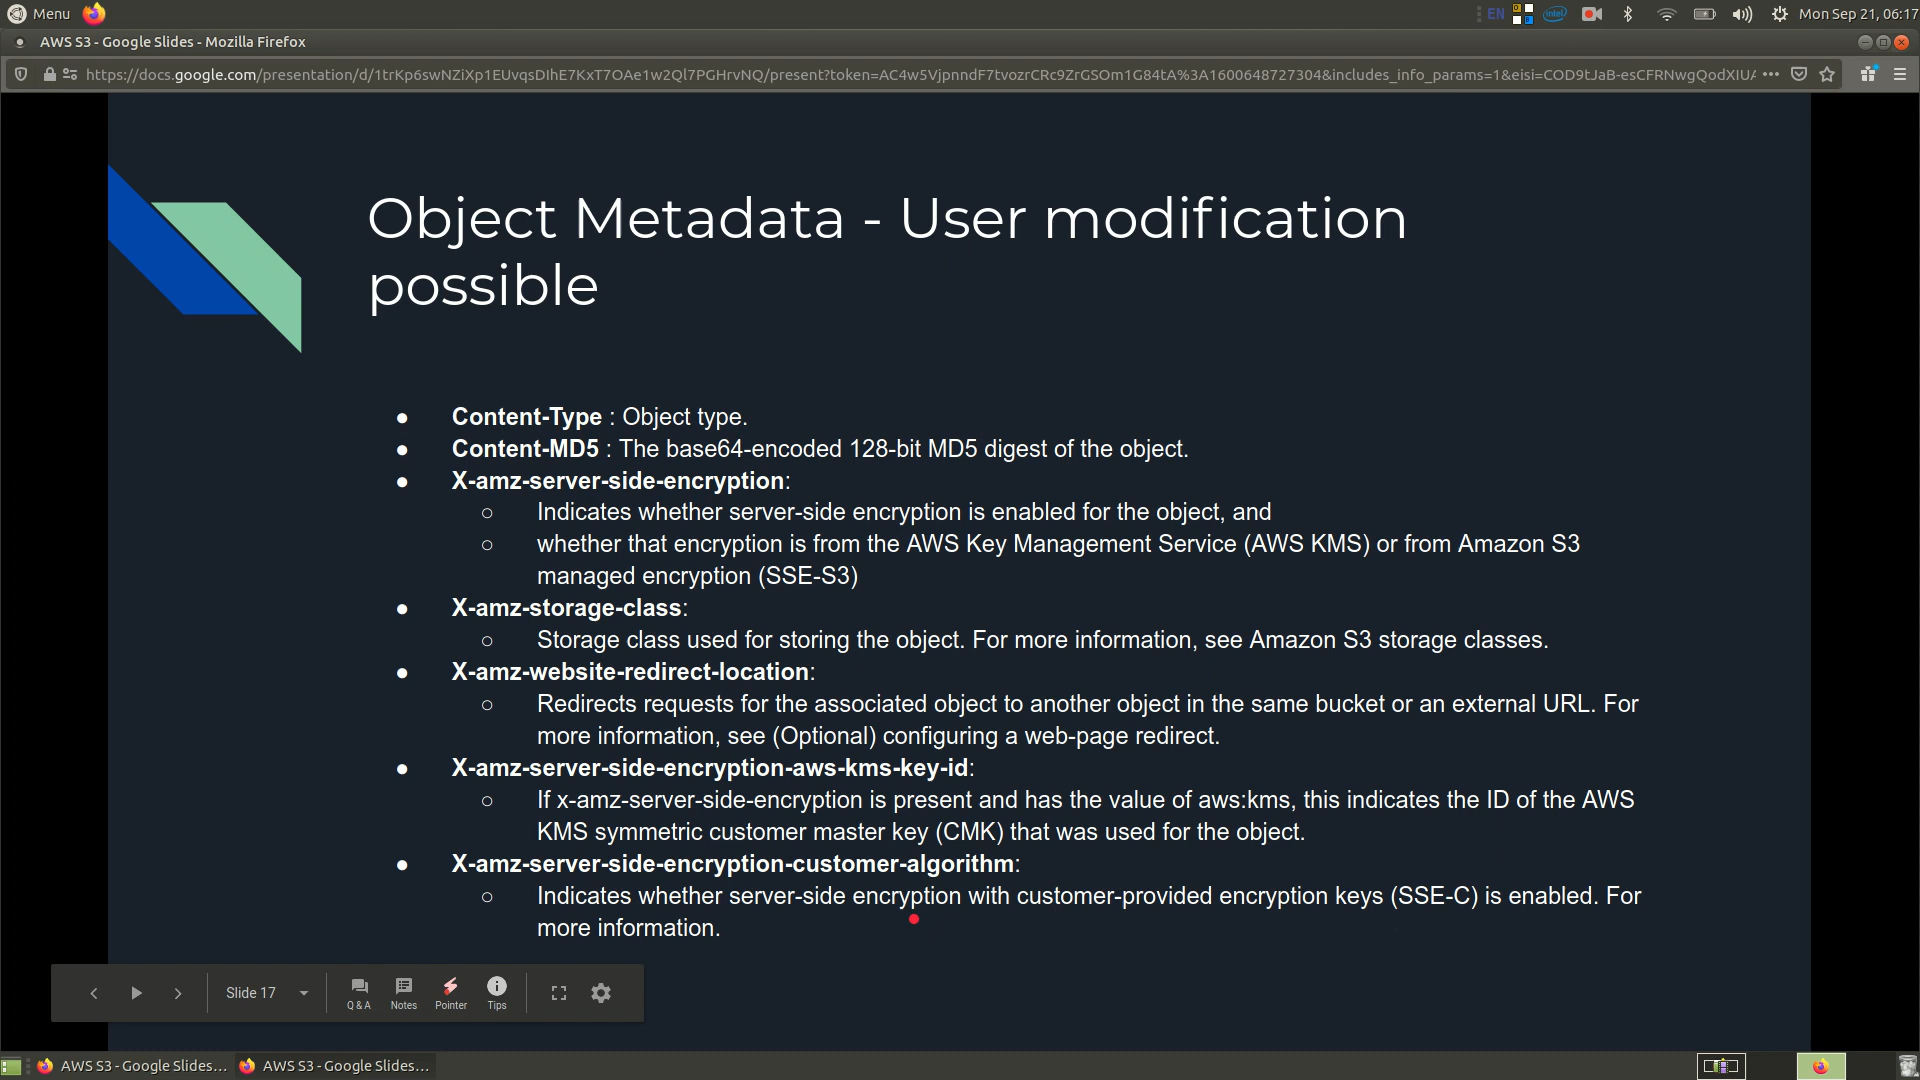 Menu
EN
intel
Mon Sep 21, 06:17
AWS S3 - Google Slides - Mozilla Firefox
https://docs.google.com/presentation/d/1trKp6swNZiXp1EUvqsDIhE7KxT7OAe1w2Ql7PGHrvNQ/present?token=AC4w5VjpnndF7tvozrCRc9ZrGSOm1G84tA%3A1600648727304&includes_info_params=1&eisi=COD9tJaB-esCFRNwgQodXIU
Object Metadata - User modification
possible
● Content-Type : Object type.
● Content-MD5 : The base64-encoded 128-bit MD5 digest of the object.
● X-amz-server-side-encryption:
○ Indicates whether server-side encryption is enabled for the object, and
○ whether that encryption is from the AWS Key Management Service (AWS KMS) or from Amazon S3
managed encryption (SSE-S3)
● X-amz-storage-class:
○ Storage class used for storing the object. For more information, see Amazon S3 storage classes.
● X-amz-website-redirect-location:
○ Redirects requests for the associated object to another object in the same bucket or an external URL. For
more information, see (Optional) configuring a web-page redirect.
● X-amz-server-side-encryption-aws-kms-key-id:
○ If x-amz-server-side-encryption is present and has the value of aws:kms, this indicates the ID of the AWS
KMS symmetric customer master key (CMK) that was used for the object.
● X-amz-server-side-encryption-customer-algorithm:
○ Indicates whether server-side encryption with customer-provided encryption keys (SSE-C) is enabled. For
more information.
Slide 17
Q & A
Notes
Pointer
Tips
AWS S3 - Google Slides...
AWS S3 - Google Slides...